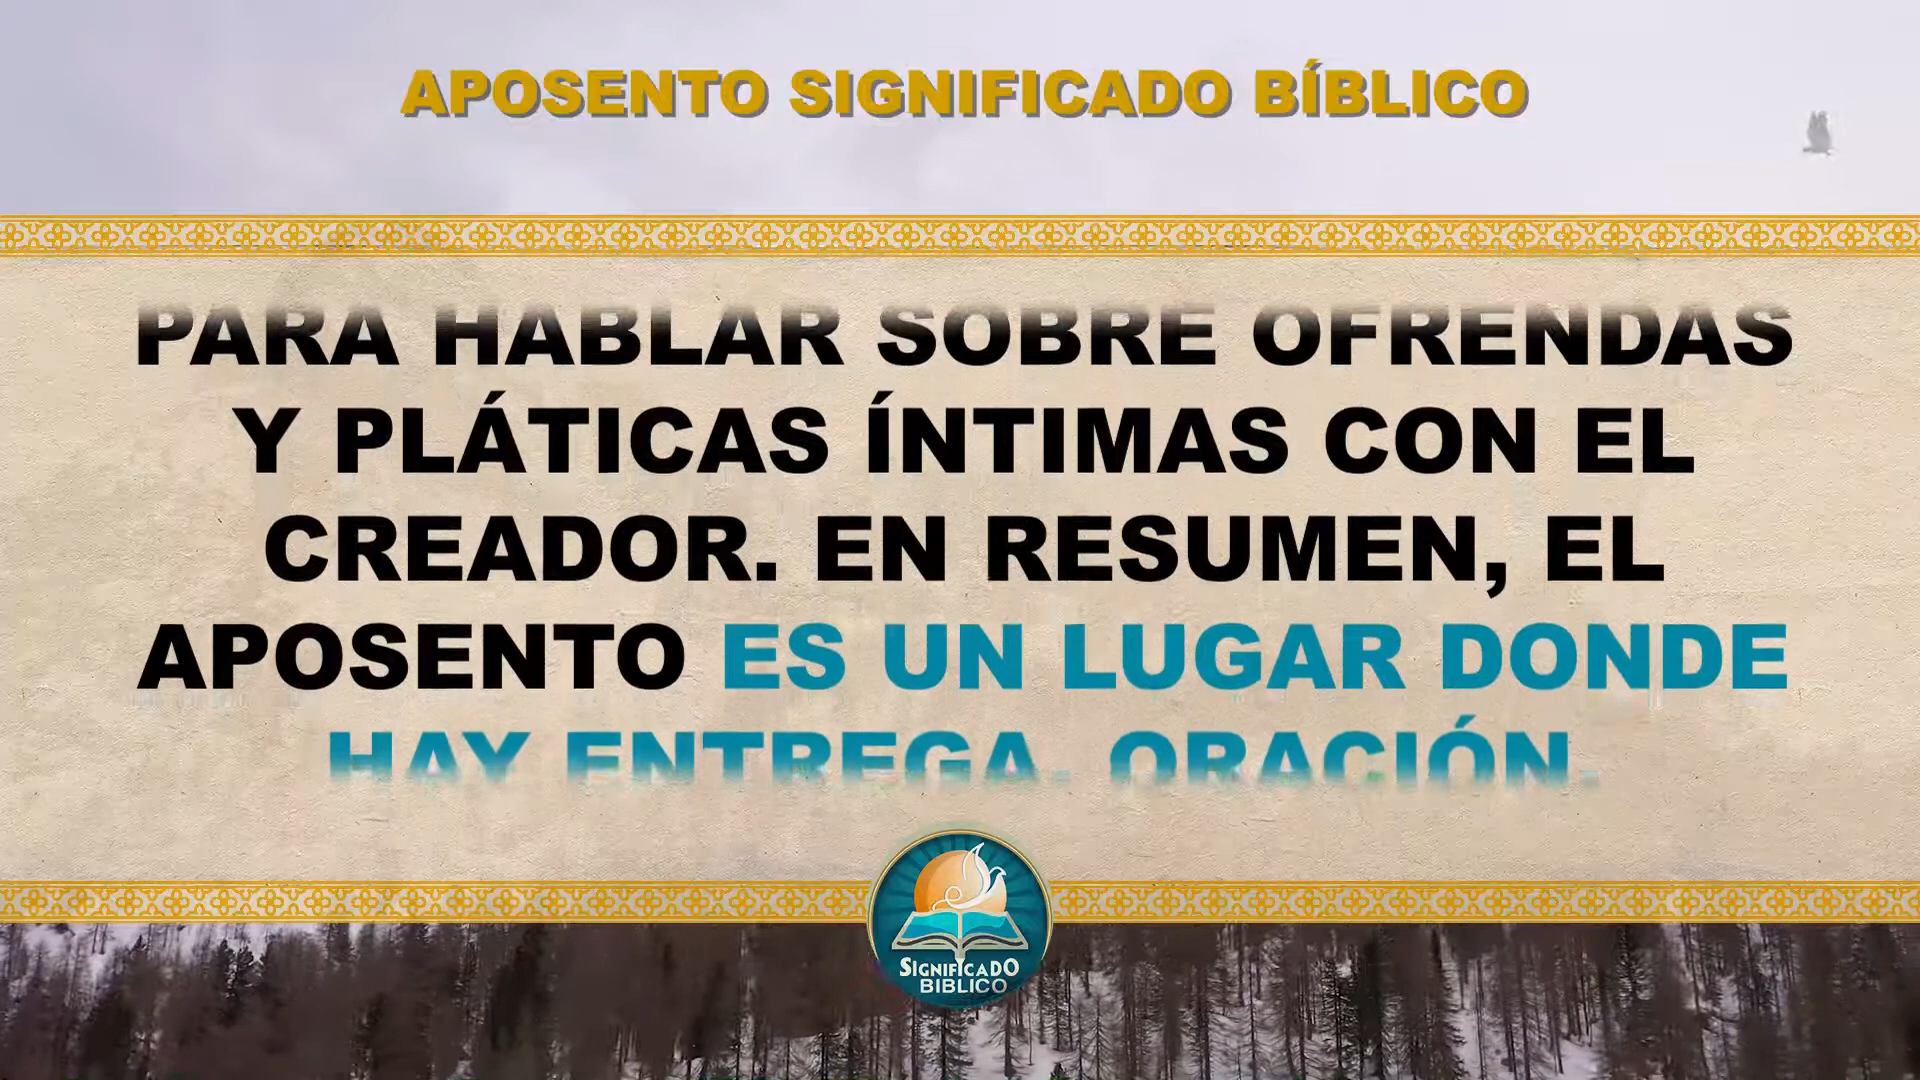 APOSENTO SIGNIFICADO BÍBLICO
PARA HABLAR SOBRE OFRENDAS
Y PLÁTICAS ÍNTIMAS CON EL
CREADOR. EN RESUMEN, EL
APOSENTO ES UN LUGAR DONDE
HAY ENTREGA, ORACIÓN,
SIGNIFICADO
BIBLICO